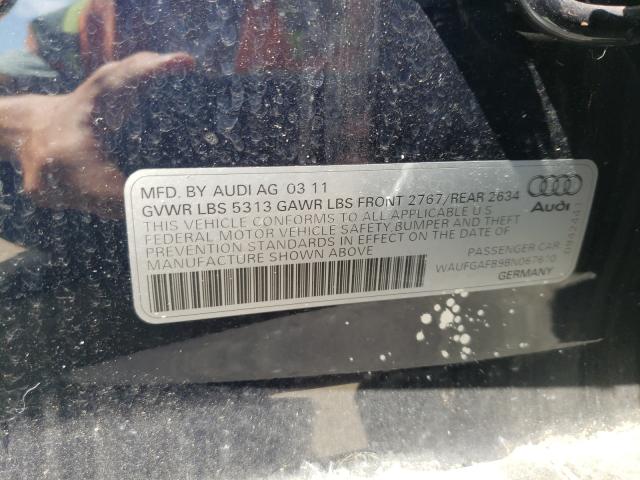 MFD. BY AUDI AG 03 11
GVWR LBS 5313 GAWR LBS FRONT 2767/REAR 2634
THIS VEHICLE CONFORMS TO ALL APPLICABLE U.S.
FEDERAL MOTOR VEHICLE SAFETY,BUMPER AND THEFT
PREVENTION STANDARDS IN EFFECT ON THE DATE OF
MANUFACTURE SHOWN ABOVE
Audi
PASSENGER CAR
WAUFGAFB9BN067610
GERMANY